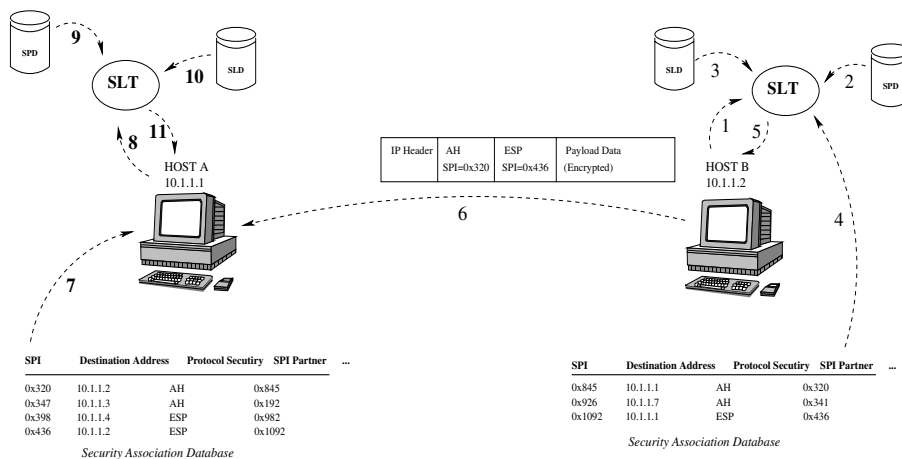 9
SPD
10
SLD
SLT
8
11
HOST A
10.1.1.1
7
SLD
3
SLT
2
SPD
1
5
HOST B
10.1.1.2
4
IP Header
AH
SPI=0x320
ESP
SPI=0x436
Payload Data
(Encrypted)
6
SPI Destination Address Protocol Secutiry SPI Partner ...
0x320 10.1.1.2 AH 0x845
0x347 10.1.1.3 AH 0x192
0x398 10.1.1.4 ESP 0x982
0x436 10.1.1.2 ESP 0x1092
Security Association Database
SPI Destination Address Protocol Secutiry SPI Partner ...
0x845 10.1.1.1 AH 0x320
0x926 10.1.1.7 AH 0x341
0x1092 10.1.1.1 ESP 0x436
Security Association Database